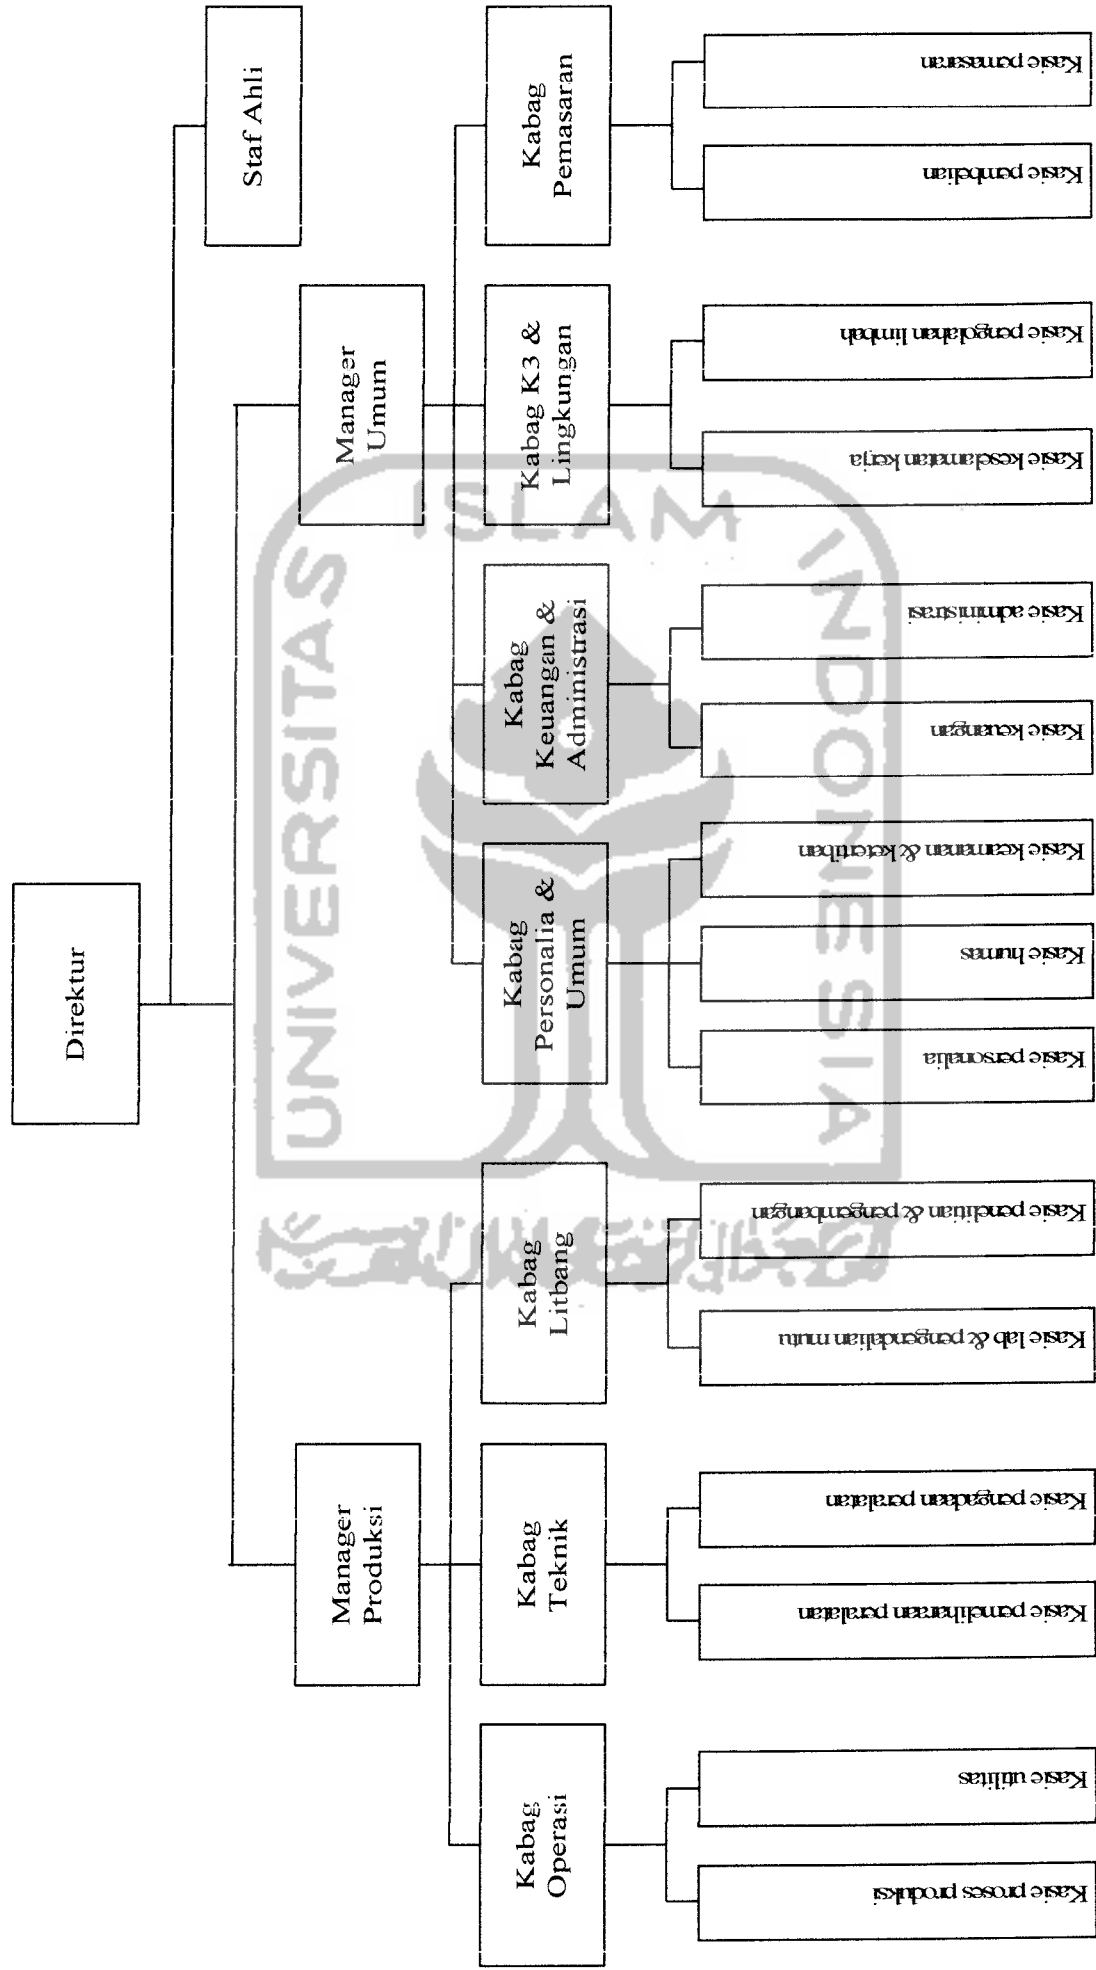 Direktur
Staf Ahli
Manager
Produksi
Manager
Umum
Kabag
Operasi
Kabag
Teknik
Kabag
Litbang
Kabag
Personalia &
Umum
Kabag
Keuangan &
Administrasi
Kabag K3 &
Lingkungan
Kabag
Pemasaran
Kasie proses produksi
Kasie utilitas
Kasie pemeliharaan peralatan
Kasie pengadaan peralatan
Kasie lab & pengendalian mutu
Kasie penelitian & pengembangan
Kasie personalia
Kasie humas
Kasie keamanan & ketertiban
Kasie keuangan
Kasie administrasi
Kasie keselamatan kerja
Kasie pengolahan limbah
Kasie pembelian
Kasie pemasaran
UNIVERSITAS
ISLAM
INDONESIA